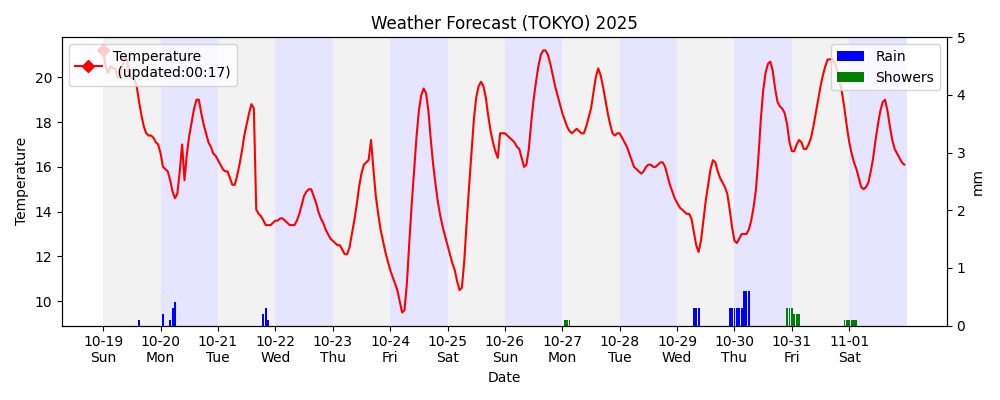 Weather Forecast (TOKYO) 2025
Temperature
(updated:00:17)
Rain
Showers
Temperature
20
18
16
14
12
10
5
4
3
2
1
0
mm
10-19 10-20 10-21 10-22 10-23 10-24 10-25 10-26 10-27 10-28 10-29 10-30 10-31 11-01
Sun Mon Tue Wed Thu Fri Sat Sun Mon Tue Wed Thu Fri Sat
Date